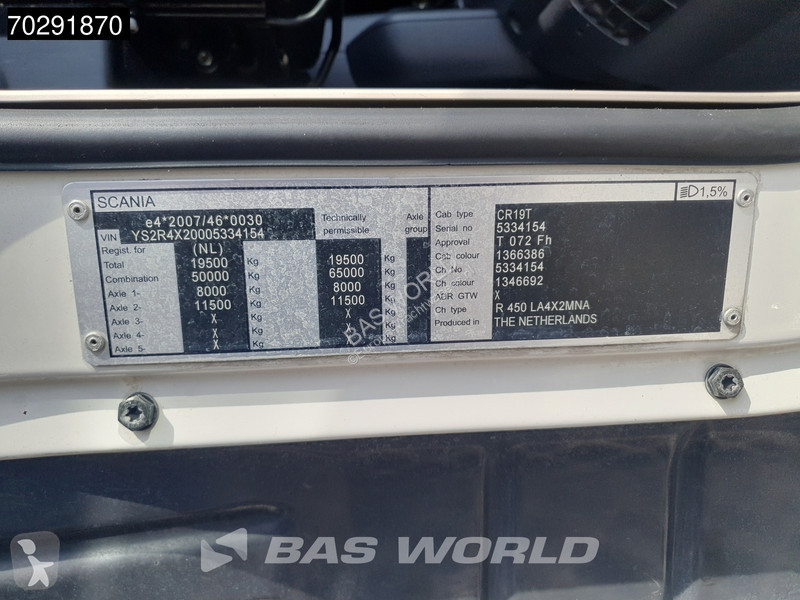 70291870
SCANIA
e4*2007/46*0030
VIN YS2R4X20005334154
Technically permissible
Axle group
Regist. for (NL)
Total 19500 Kg 19500 Kg
Combination 50000 Kg 65000 Kg
Axle 1- 8000 Kg 8000 Kg
Axle 2- 11500 Kg 11500 Kg
Axle 3- X Kg X Kg
Axle 4- X Kg X Kg
Axle 5- X Kg X Kg
1,5%
Cab type CR19T
Serial no 5334154
Approval T 072 Fh
Cab colour 1366386
Ch No. 5334154
Ch colour 1346692
ADR GTW X
Ch type R 450 LA4X2MNA
Produced in THE NETHERLANDS
BAS WORLD